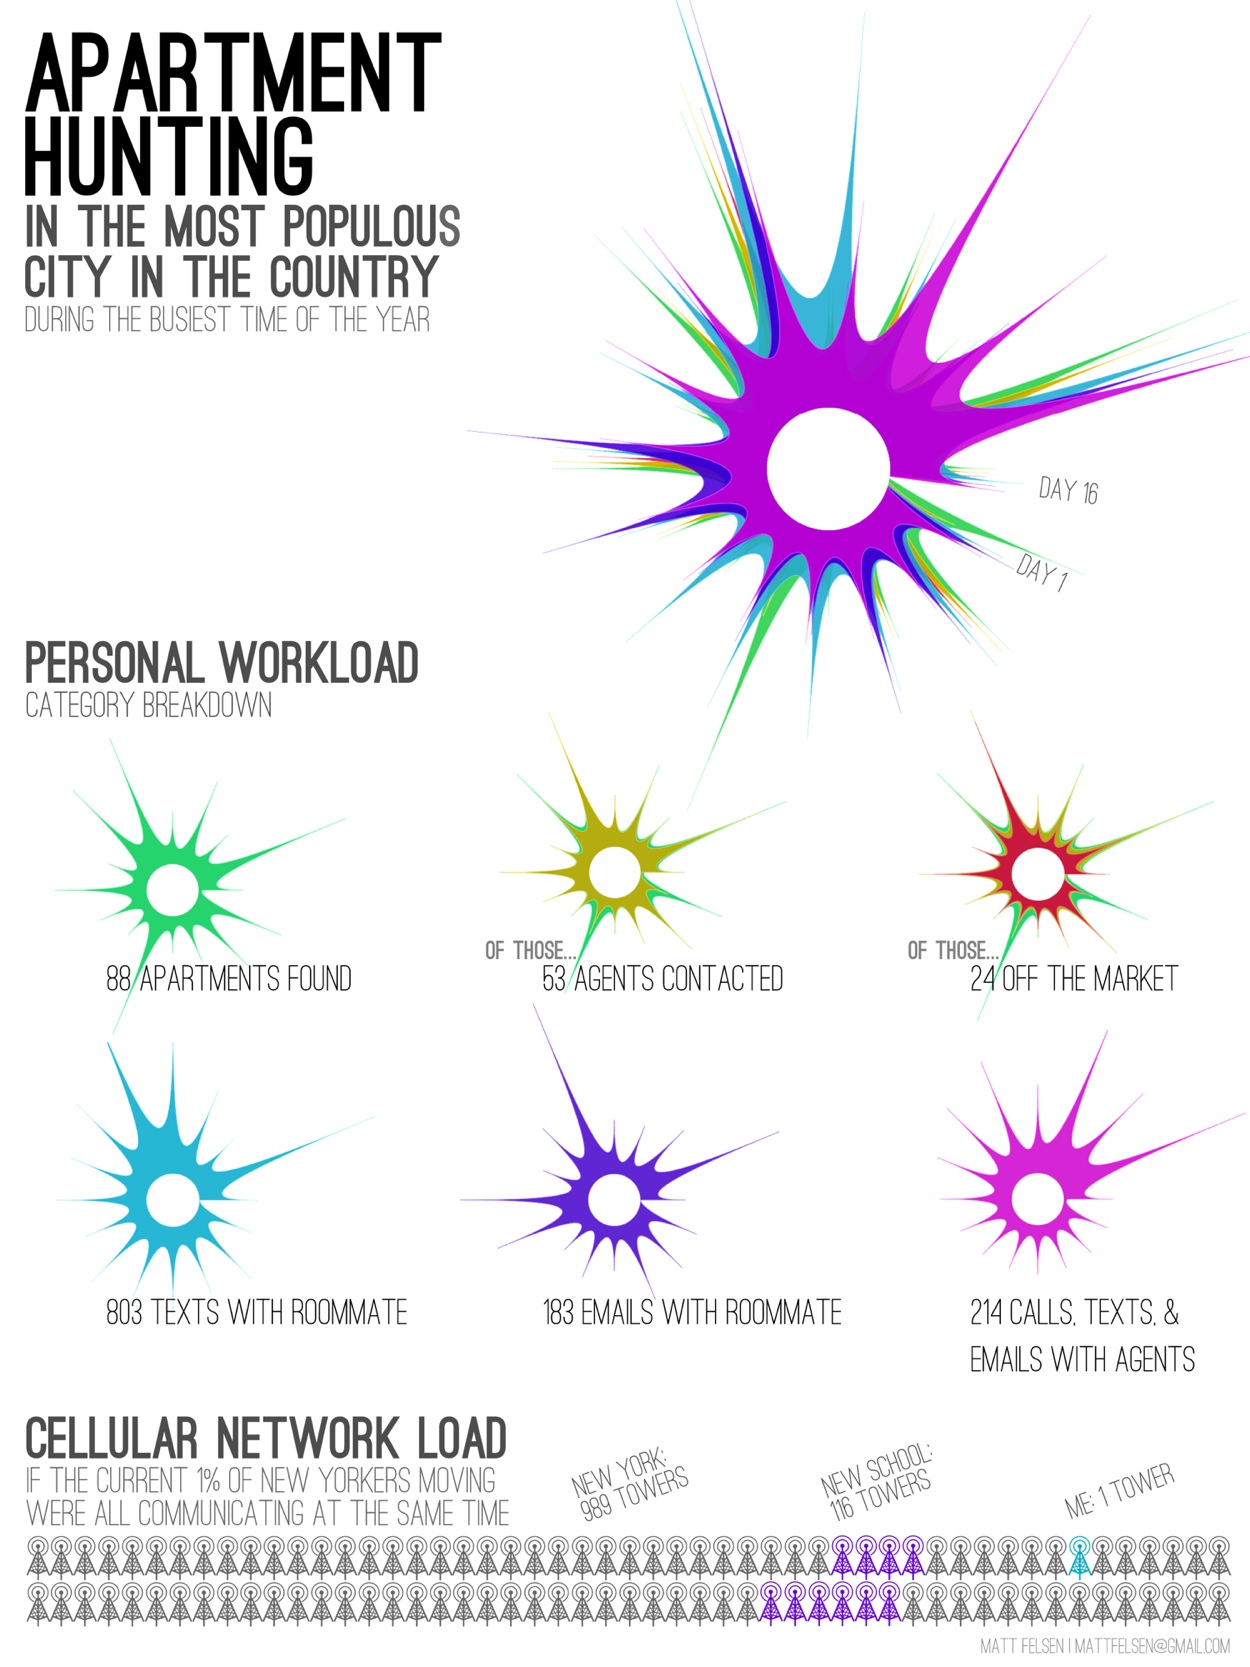 APARTMENT
HUNTING
IN THE MOST POPULOUS
CITY IN THE COUNTRY
DURING THE BUSIEST TIME OF THE YEAR
DAY 16
DAY 1
PERSONAL WORKLOAD
CATEGORY BREAKDOWN
88 APARTMENTS FOUND
OF THOSE...
53 AGENTS CONTACTED
OF THOSE...
24 OFF THE MARKET
803 TEXTS WITH ROOMMATE
183 EMAILS WITH ROOMMATE
214 CALLS, TEXTS, &
EMAILS WITH AGENTS
CELLULAR NETWORK LOAD
IF THE CURRENT 1% OF NEW YORKERS MOVING
WERE ALL COMMUNICATING AT THE SAME TIME
NEW YORK:
989 TOWERS
NEW SCHOOL:
116 TOWERS
ME: 1 TOWER
MATT FELSEN | MATTFELSEN@GMAIL.COM